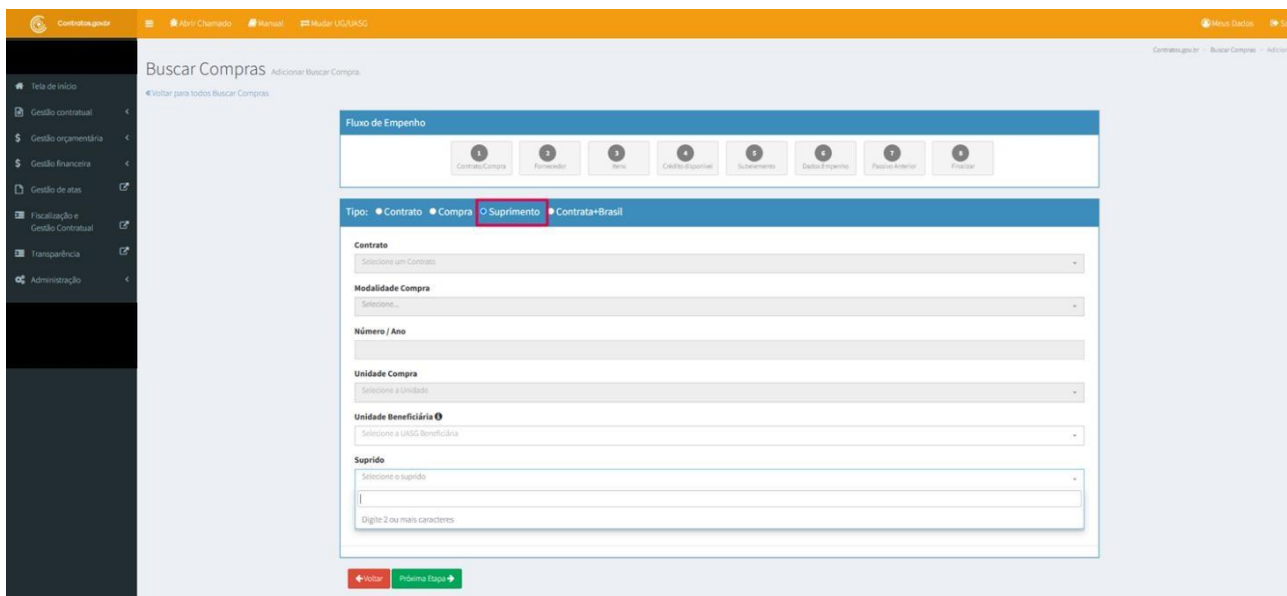 Contratos.gov.br
Abrir Chamado Manual Mudar UG/UASG
Meus Dados
Contratos.gov.br > Buscar Compras >
Buscar Compras Adicionar Buscar Compra.
Voltar para todos Buscar Compras
Tela de início
Gestão contratual
Gestão orçamentária
Gestão financeira
Gestão de atas
Fiscalização e
Gestão Contratual
Transparência
Administração
Fluxo de Empenho
1 2 3 4 5 6 7 8
Contrato/Compra Fornecedor Itens Crédito disponível Subelemento Dados Empenho Passivo Anterior Finalizar
Tipo: Contrato Compra Suprimento Contrata+Brasil
Contrato
Selecione um Contrato
Modalidade Compra
Selecione...
Número / Ano
Unidade Compra
Selecione a Unidade
Unidade Beneficiária
Selecione a UASG Beneficiária
Suprido
Selecione o suprido
Digite 2 ou mais caracteres
Voltar Próxima Etapa